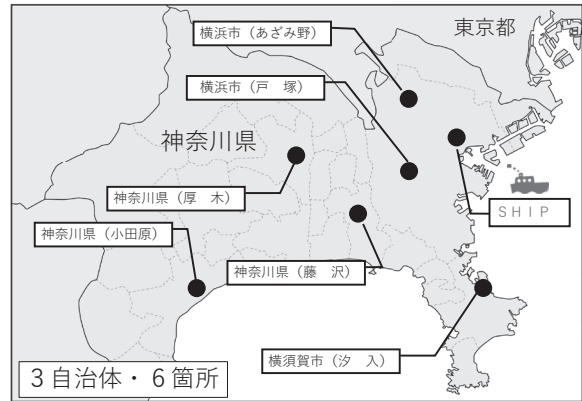 横浜市（あざみ野）
東京都
横浜市（戸　塚）
神奈川県
神奈川県（厚　木）
ＳＨＩＰ
神奈川県（小田原）
神奈川県（藤　沢）
横須賀市（汐　入）
３自治体・６箇所